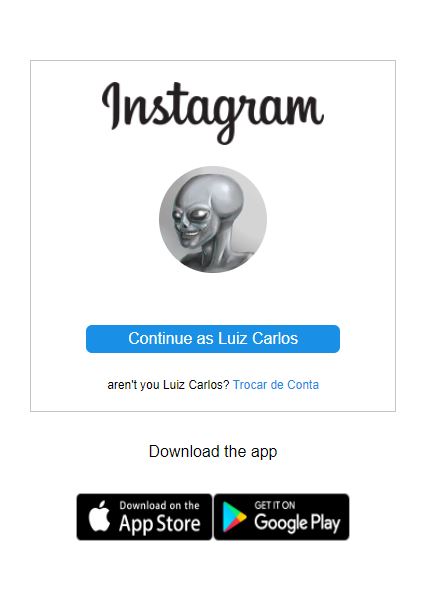 Instagram
Continue as Luiz Carlos
aren't you Luiz Carlos? Trocar de Conta
Download the app
Download on the
App Store
GET IT ON
Google Play